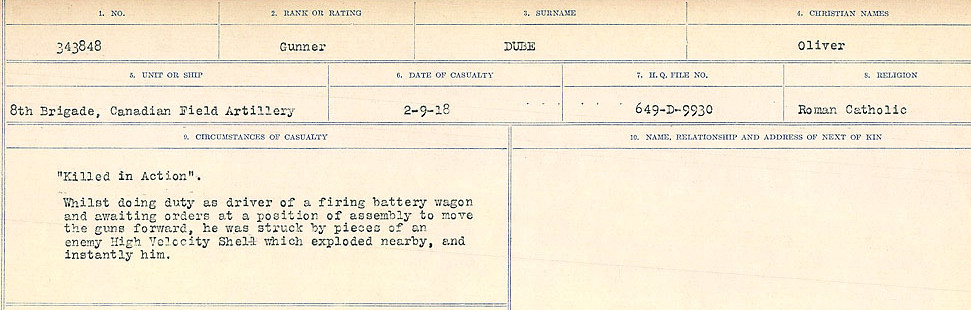 1. NO. 2. RANK OR RATING 3. SURNAME 4. CHRISTIAN NAMES
343848 Gunner DUBE Oliver
5. UNIT OR SHIP 6. DATE OF CASUALTY 7. H.Q. FILE NO. 8. RELIGION
8th Brigade, Canadian Field Artillery 2-9-18 649-D-9930 Roman Catholic
9. CIRCUMSTANCES OF CASUALTY 10. NAME, RELATIONSHIP AND ADDRESS OF NEXT OF KIN
"Killed in Action".
Whilst doing duty as driver of a firing battery wagon
and awaiting orders at a position of assembly to move
the guns forward, he was struck by pieces of an
enemy High Velocity Shell which exploded nearby, and
instantly him.